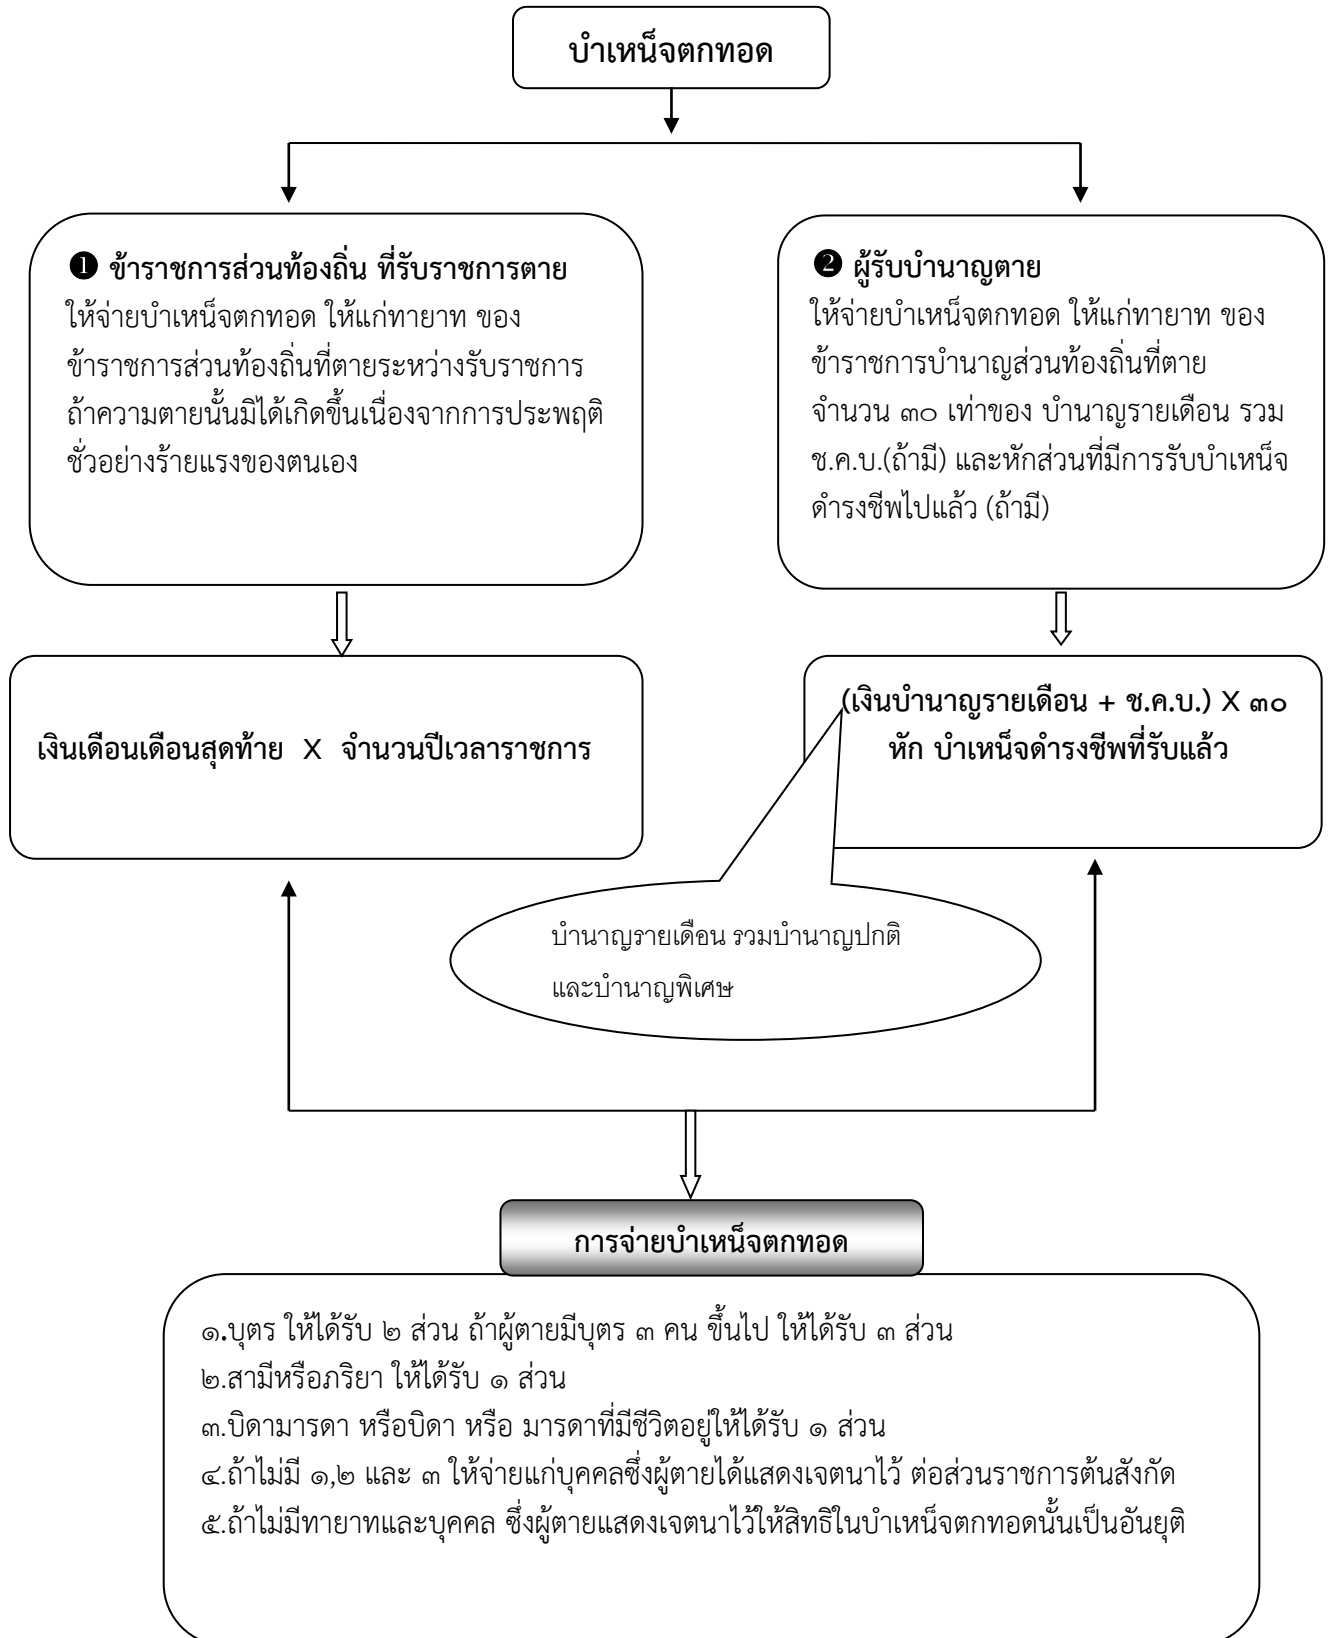 บำเหน็จตกทอด
❶ ข้าราชการส่วนท้องถิ่น ที่รับราชการตาย
ให้จ่ายบำเหน็จตกทอด ให้แก่ทายาท ของ
ข้าราชการส่วนท้องถิ่นที่ตายระหว่างรับราชการ
ถ้าความตายนั้นมิได้เกิดขึ้นเนื่องจากการประพฤติ
ชั่วอย่างร้ายแรงของตนเอง
❷ ผู้รับบำนาญตาย
ให้จ่ายบำเหน็จตกทอด ให้แก่ทายาท ของ
ข้าราชการบำนาญส่วนท้องถิ่นที่ตาย
จำนวน ๓๐ เท่าของ บำนาญรายเดือน รวม
ช.ค.บ.(ถ้ามี) และหักส่วนที่มีการรับบำเหน็จ
ดำรงชีพไปแล้ว (ถ้ามี)
เงินเดือนเดือนสุดท้าย X จำนวนปีเวลาราชการ
(เงินบำนาญรายเดือน + ช.ค.บ.) X ๓๐
หัก บำเหน็จดำรงชีพที่รับแล้ว
บำนาญรายเดือน รวมบำนาญปกติ
และบำนาญพิเศษ
การจ่ายบำเหน็จตกทอด
๑.บุตร ให้ได้รับ ๒ ส่วน ถ้าผู้ตายมีบุตร ๓ คน ขึ้นไป ให้ได้รับ ๓ ส่วน
๒.สามีหรือภริยา ให้ได้รับ ๑ ส่วน
๓.บิดามารดา หรือบิดา หรือ มารดาที่มีชีวิตอยู่ให้ได้รับ ๑ ส่วน
๔.ถ้าไม่มี ๑,๒ และ ๓ ให้จ่ายแก่บุคคลซึ่งผู้ตายได้แสดงเจตนาไว้ ต่อส่วนราชการต้นสังกัด
๕.ถ้าไม่มีทายาทและบุคคล ซึ่งผู้ตายแสดงเจตนาไว้ให้สิทธิในบำเหน็จตกทอดนั้นเป็นอันยุติ